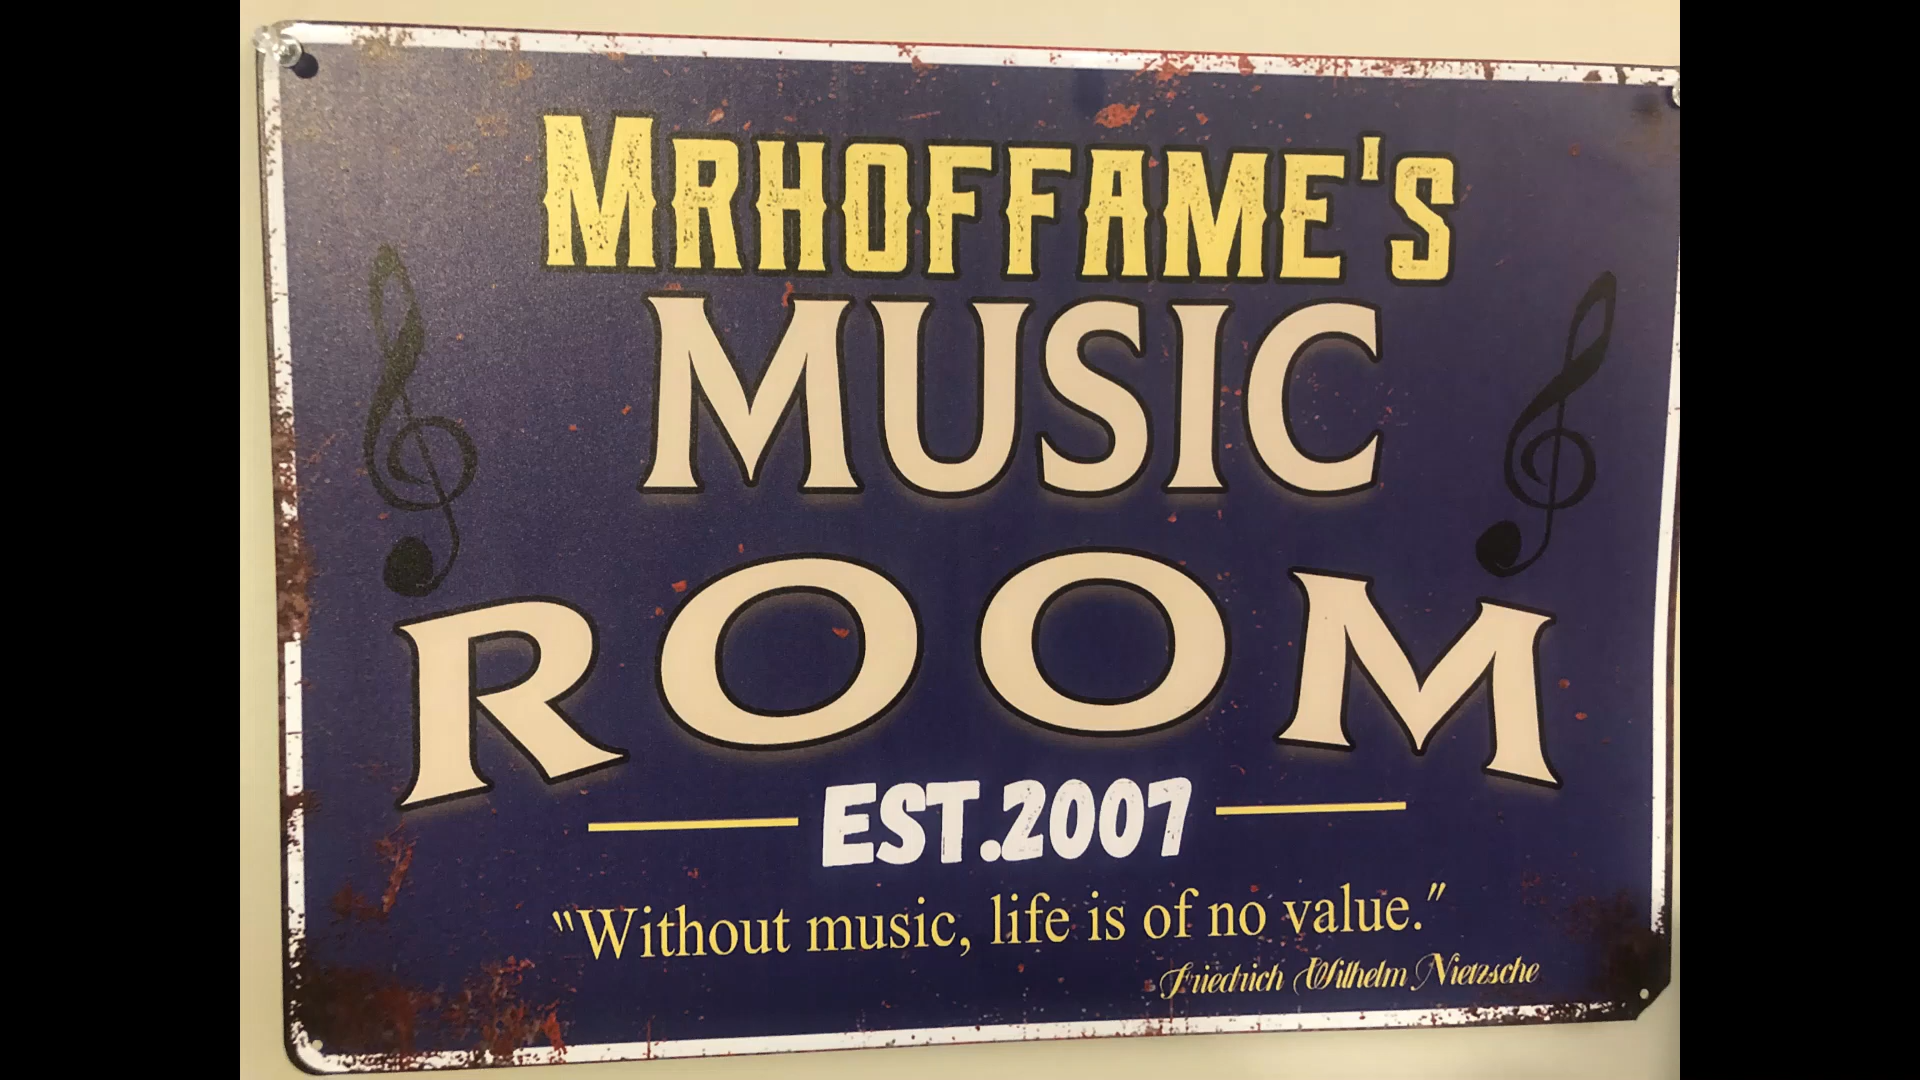 MRHOFFAME'S
MUSIC
ROOM
EST.2007
"Without music, life is of no value."
Friedrich Wilhelm Nietzsche